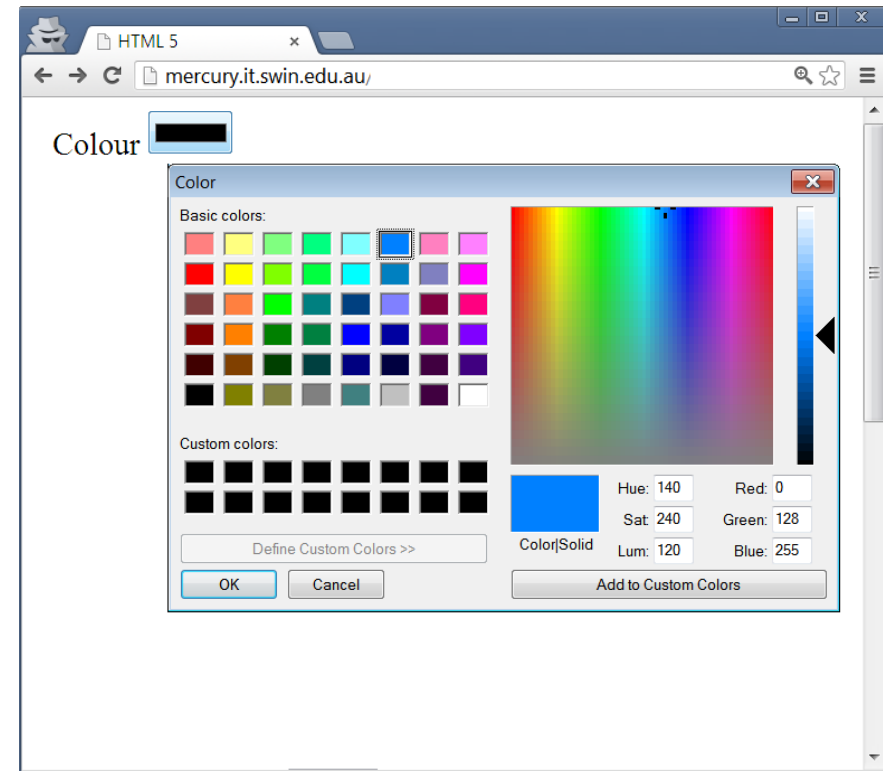 HTML 5
mercury.it.swin.edu.au/
Colour
Color
Basic colors:
Custom colors:
Define Custom Colors >>
OK Cancel
Color|Solid
Hue: 140 Red: 0
Sat: 240 Green: 128
Lum: 120 Blue: 255
Add to Custom Colors